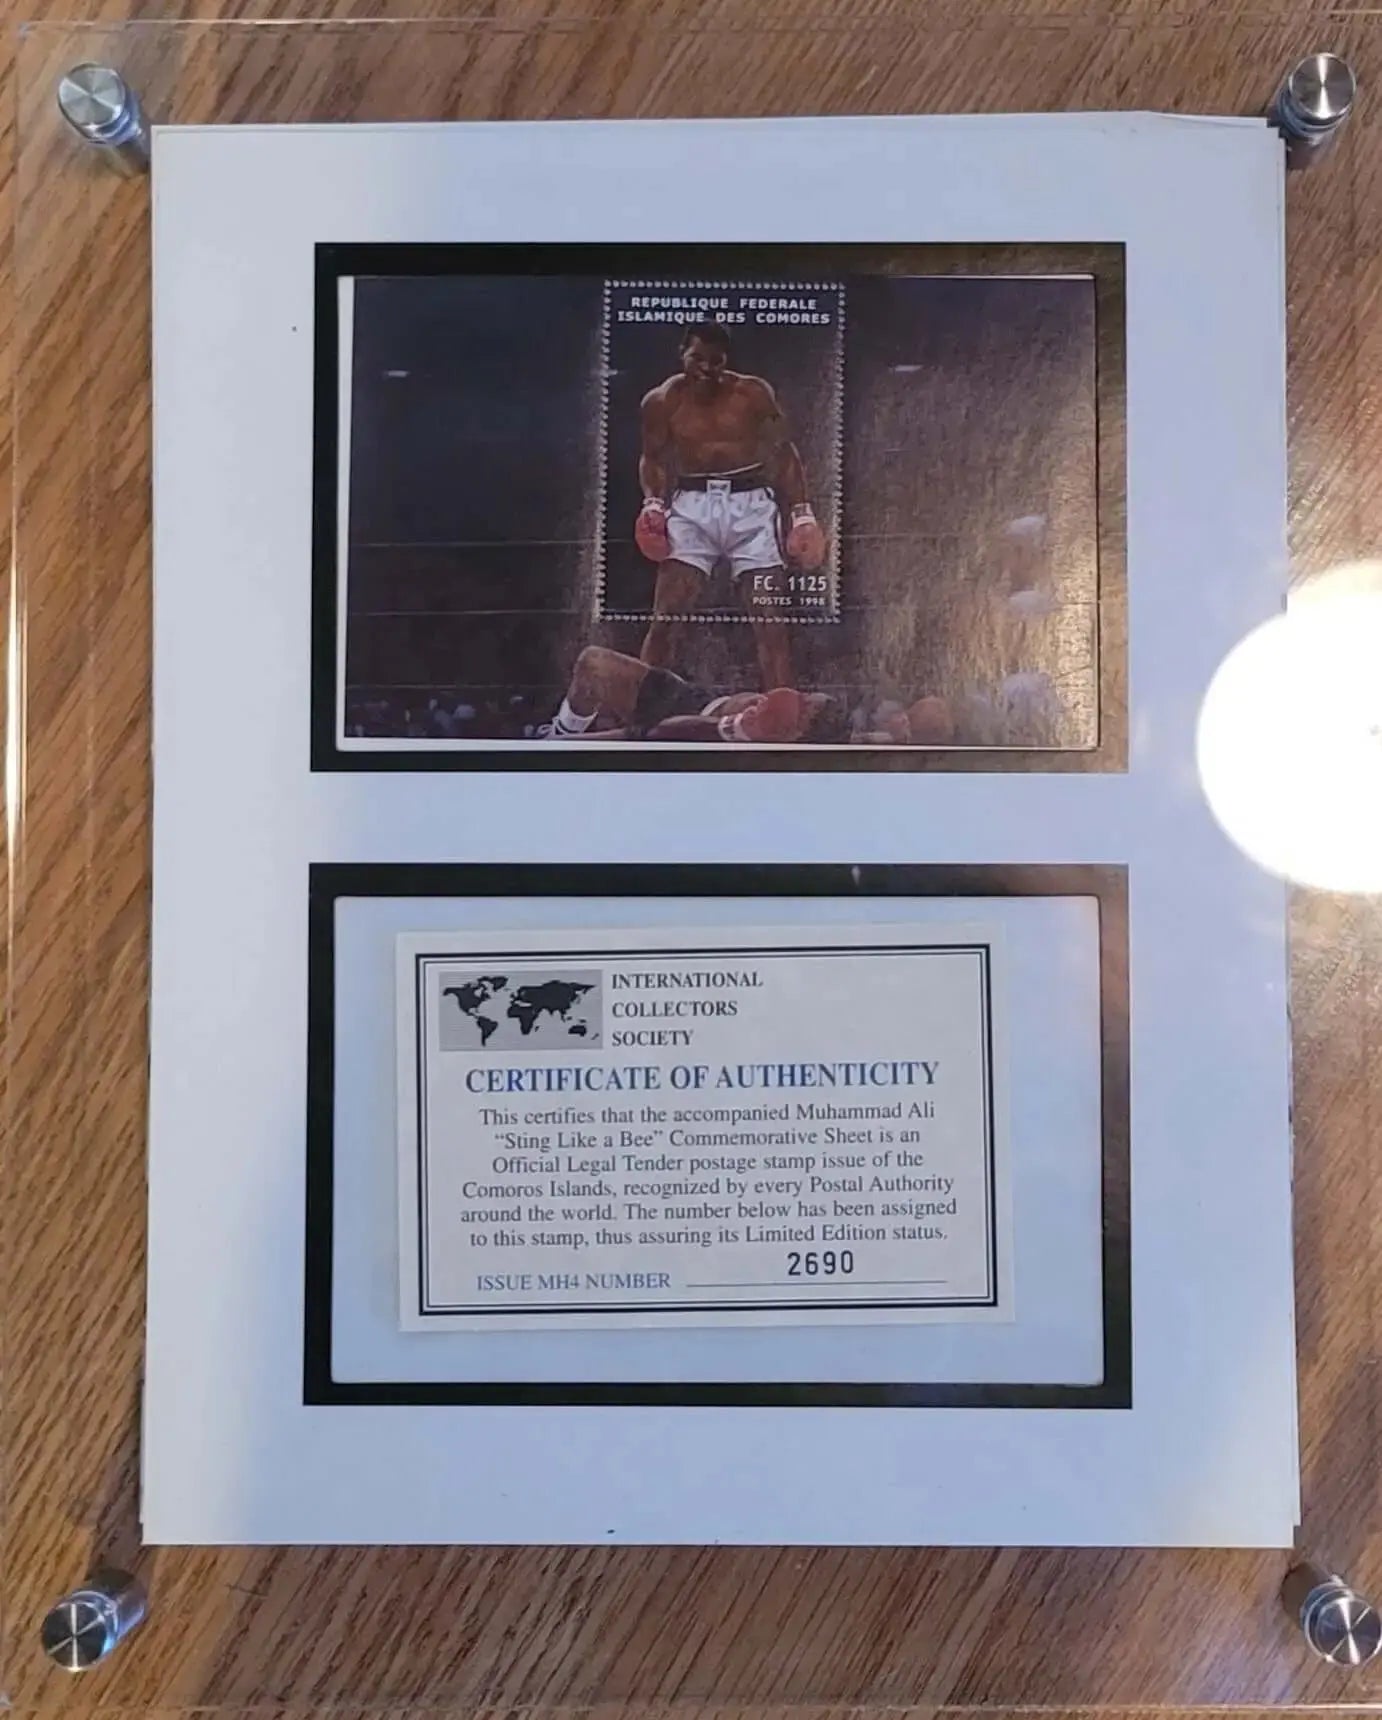 REPUBLIQUE FEDERALE
ISLAMIQUE DES COMORES
FC. 1125
POSTES 1998
INTERNATIONAL
COLLECTORS
SOCIETY
CERTIFICATE OF AUTHENTICITY
This certifies that the accompanied Muhammad Ali
“Sting Like a Bee” Commemorative Sheet is an
Official Legal Tender postage stamp issue of the
Comoros Islands, recognized by every Postal Authority
around the world. The number below has been assigned
to this stamp, thus assuring its Limited Edition status.
ISSUE MH4 NUMBER 2690